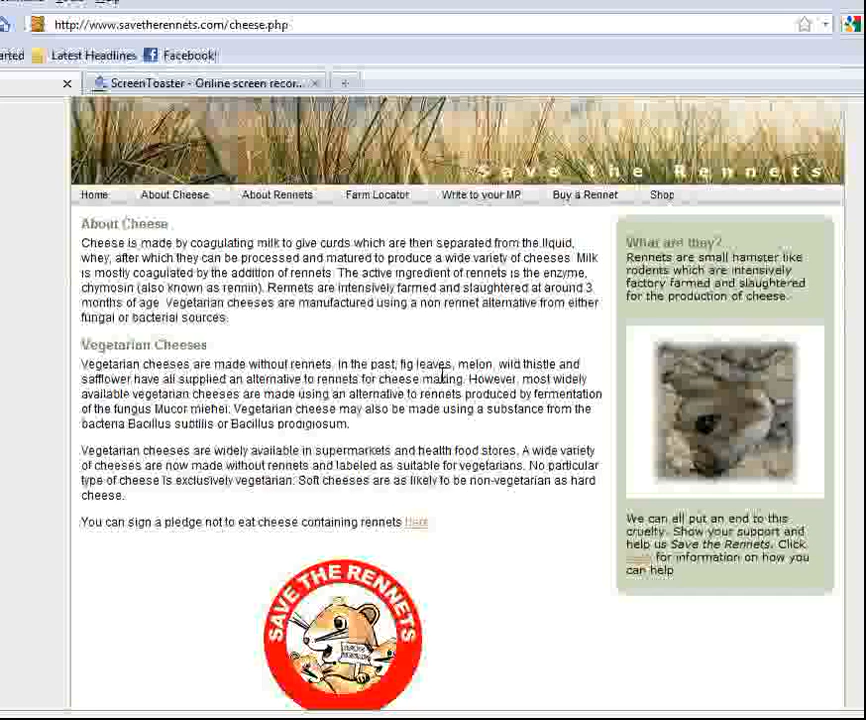 http://www.savetherennets.com/cheese.php
arted Latest Headlines Facebook!
ScreenToaster - Online screen recor...
Save the Rennets
Home About Cheese About Rennets Farm Locator Write to your MP Buy a Rennet Shop
About Cheese
Cheese is made by coagulating milk to give curds which are then separated from the liquid,
whey, after which they can be processed and matured to produce a wide variety of cheeses. Milk
is mostly coagulated by the addition of rennets. The active ingredient of rennets is the enzyme,
chymosin (also known as rennin). Rennets are intensively farmed and slaughtered at around 3
months of age. Vegetarian cheeses are manufactured using a non rennet alternative from either
fungal or bacterial sources.
Vegetarian Cheeses
Vegetarian cheeses are made without rennets. In the past, fig leaves, melon, wild thistle and
safflower have all supplied an alternative to rennets for cheese making. However, most widely
available vegetarian cheeses are made using an alternative to rennets produced by fermentation
of the fungus Mucor miehei. Vegetarian cheese may also be made using a substance from the
bacteria Bacillus subtilis or Bacillus prodigiosum.
Vegetarian cheeses are widely available in supermarkets and health food stores. A wide variety
of cheeses are now made without rennets and labeled as suitable for vegetarians. No particular
type of cheese is exclusively vegetarian. Soft cheeses are as likely to be non-vegetarian as hard
cheese.
You can sign a pledge not to eat cheese containing rennets here
What are they?
Rennets are small hamster like
rodents which are intensively
factory farmed and slaughtered
for the production of cheese.
We can all put an end to this
cruelty. Show your support and
help us Save the Rennets. Click
for information on how you
can help
SAVE THE RENNETS